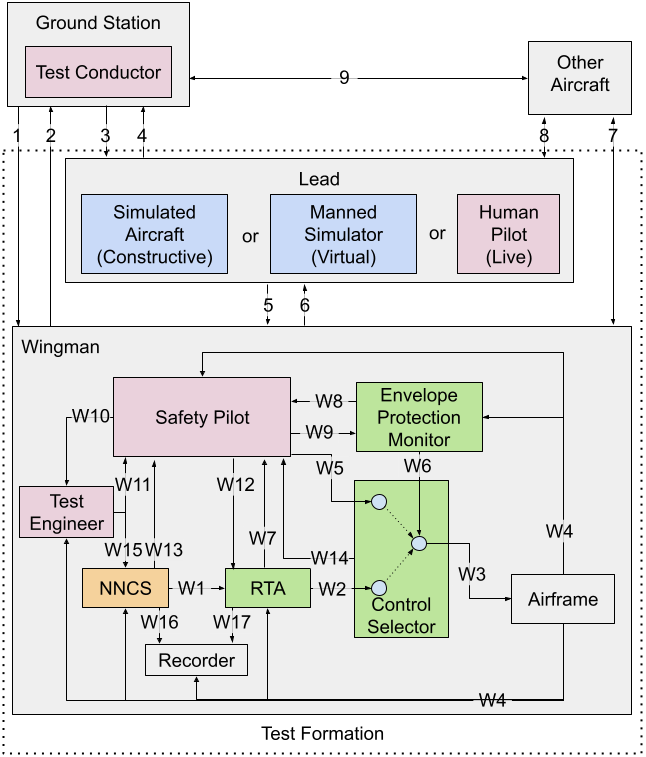 Ground Station
Test Conductor
Other
Aircraft
9
1
2
3
4
8
7
Lead
Simulated
Aircraft
(Constructive)
or
Manned
Simulator
(Virtual)
or
Human
Pilot
(Live)
5
6
Wingman
Safety Pilot
Envelope
Protection
Monitor
W10
W8
W9
W5
W6
W11
W12
Test
Engineer
W15
W13
W7
W14
W4
W3
NNCS
W1
RTA
W2
Control
Selector
Airframe
W16
W17
Recorder
W4
Test Formation